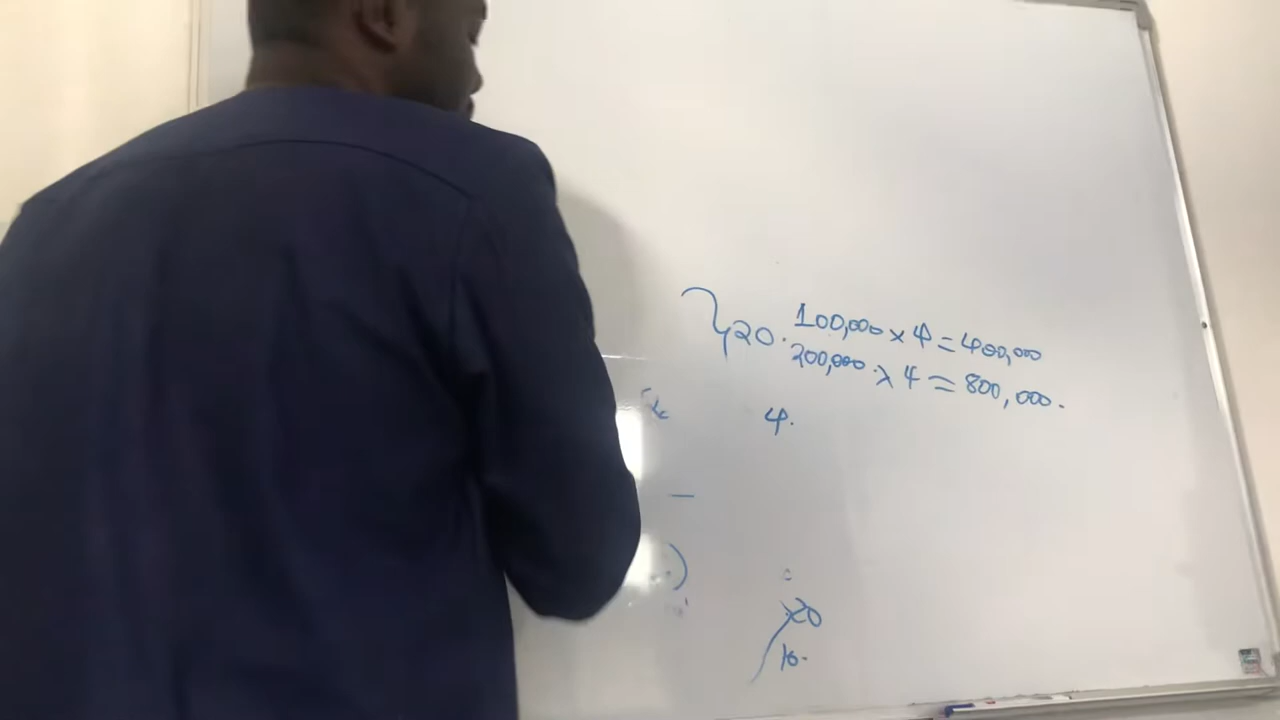 20. 100,000 x 4 = 400,000
200,000 x 4 = 800,000.
4.
—
)
20
10.